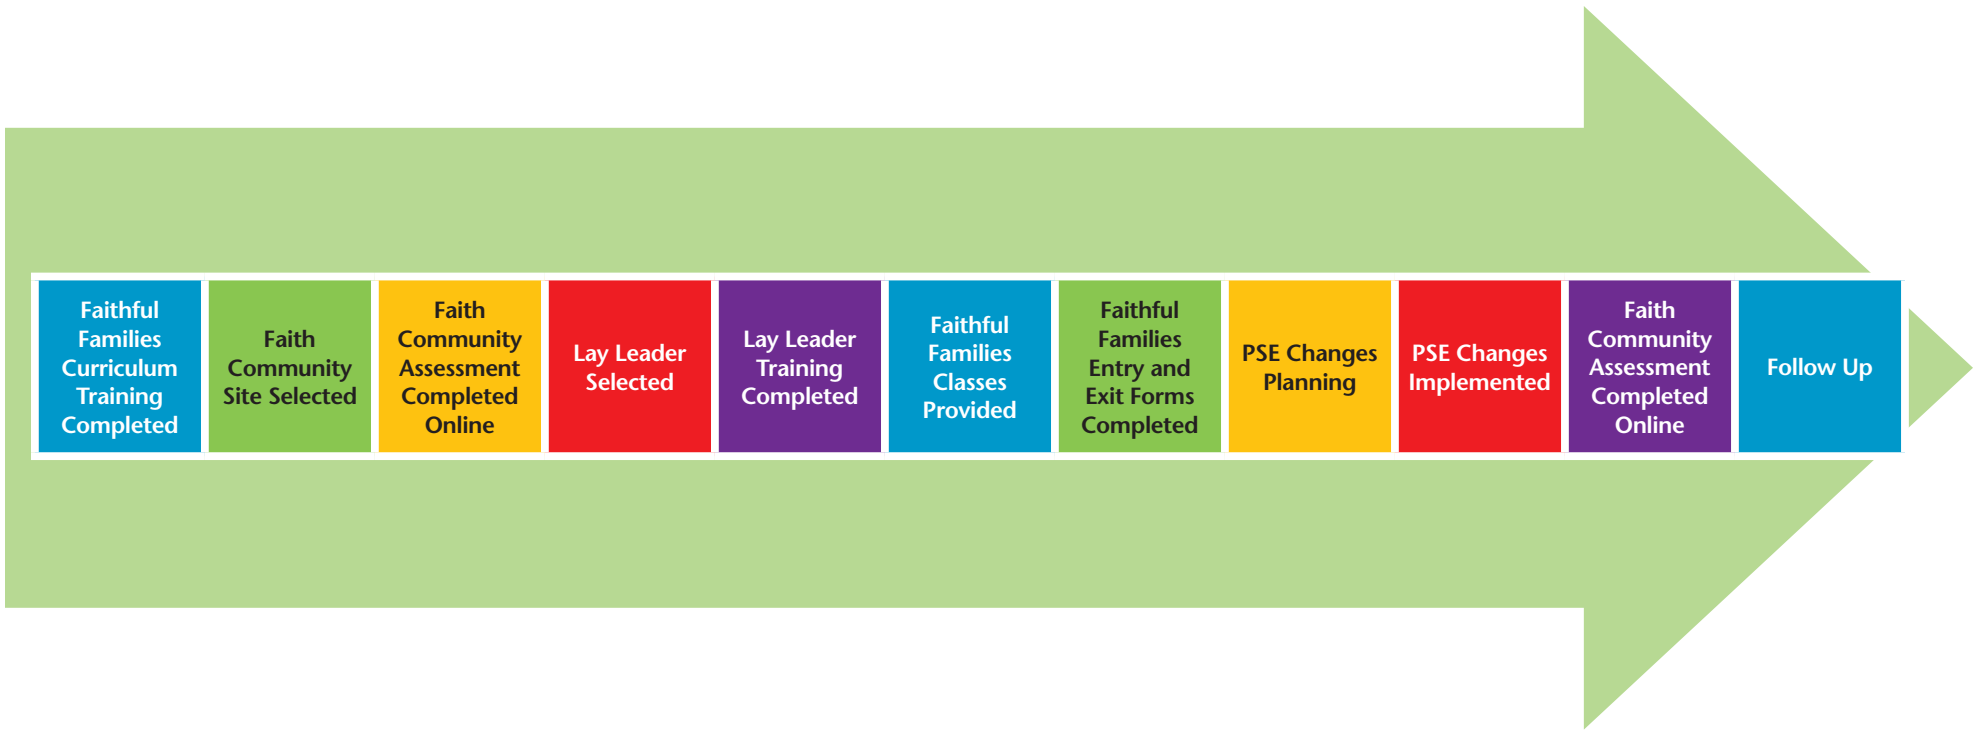 Faithful
Families
Curriculum
Training
Completed
Faith
Community
Site Selected
Faith
Community
Assessment
Completed
Online
Lay Leader
Selected
Lay Leader
Training
Completed
Faithful
Families
Classes
Provided
Faithful
Families
Entry and
Exit Forms
Completed
PSE Changes
Planning
PSE Changes
Implemented
Faith
Community
Assessment
Completed
Online
Follow Up